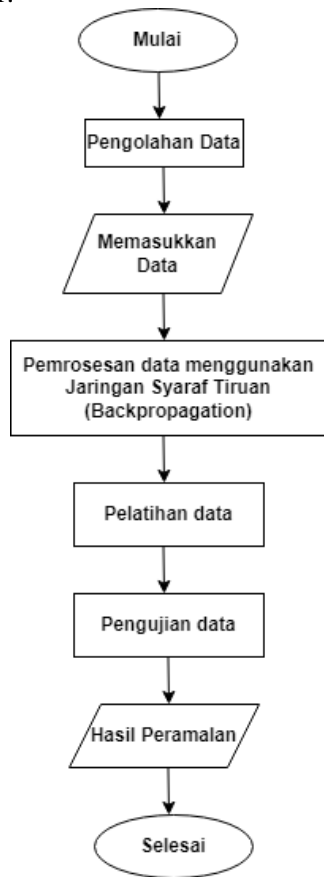 Mulai
Pengolahan Data
Memasukkan
Data
Pemrosesan data menggunakan
Jaringan Syaraf Tiruan
(Backpropagation)
Pelatihan data
Pengujian data
Hasil Peramalan
Selesai